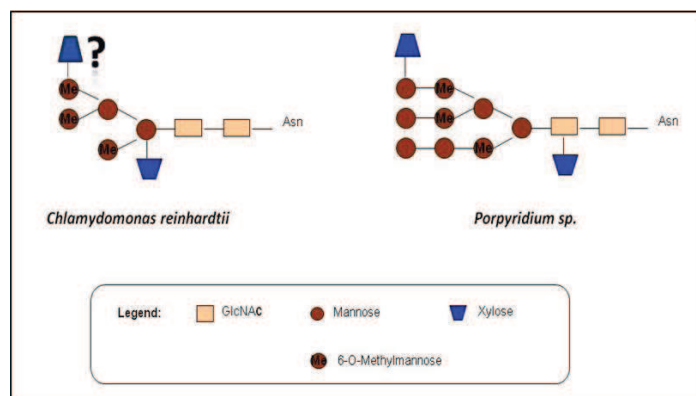 ?
Me
Me
Me
Asn
Chlamydomonas reinhardtii
Me
Me
Me
Asn
Porpyridium sp.
Legend: GlcNAC Mannose Xylose
Me 6-O-Methylmannose